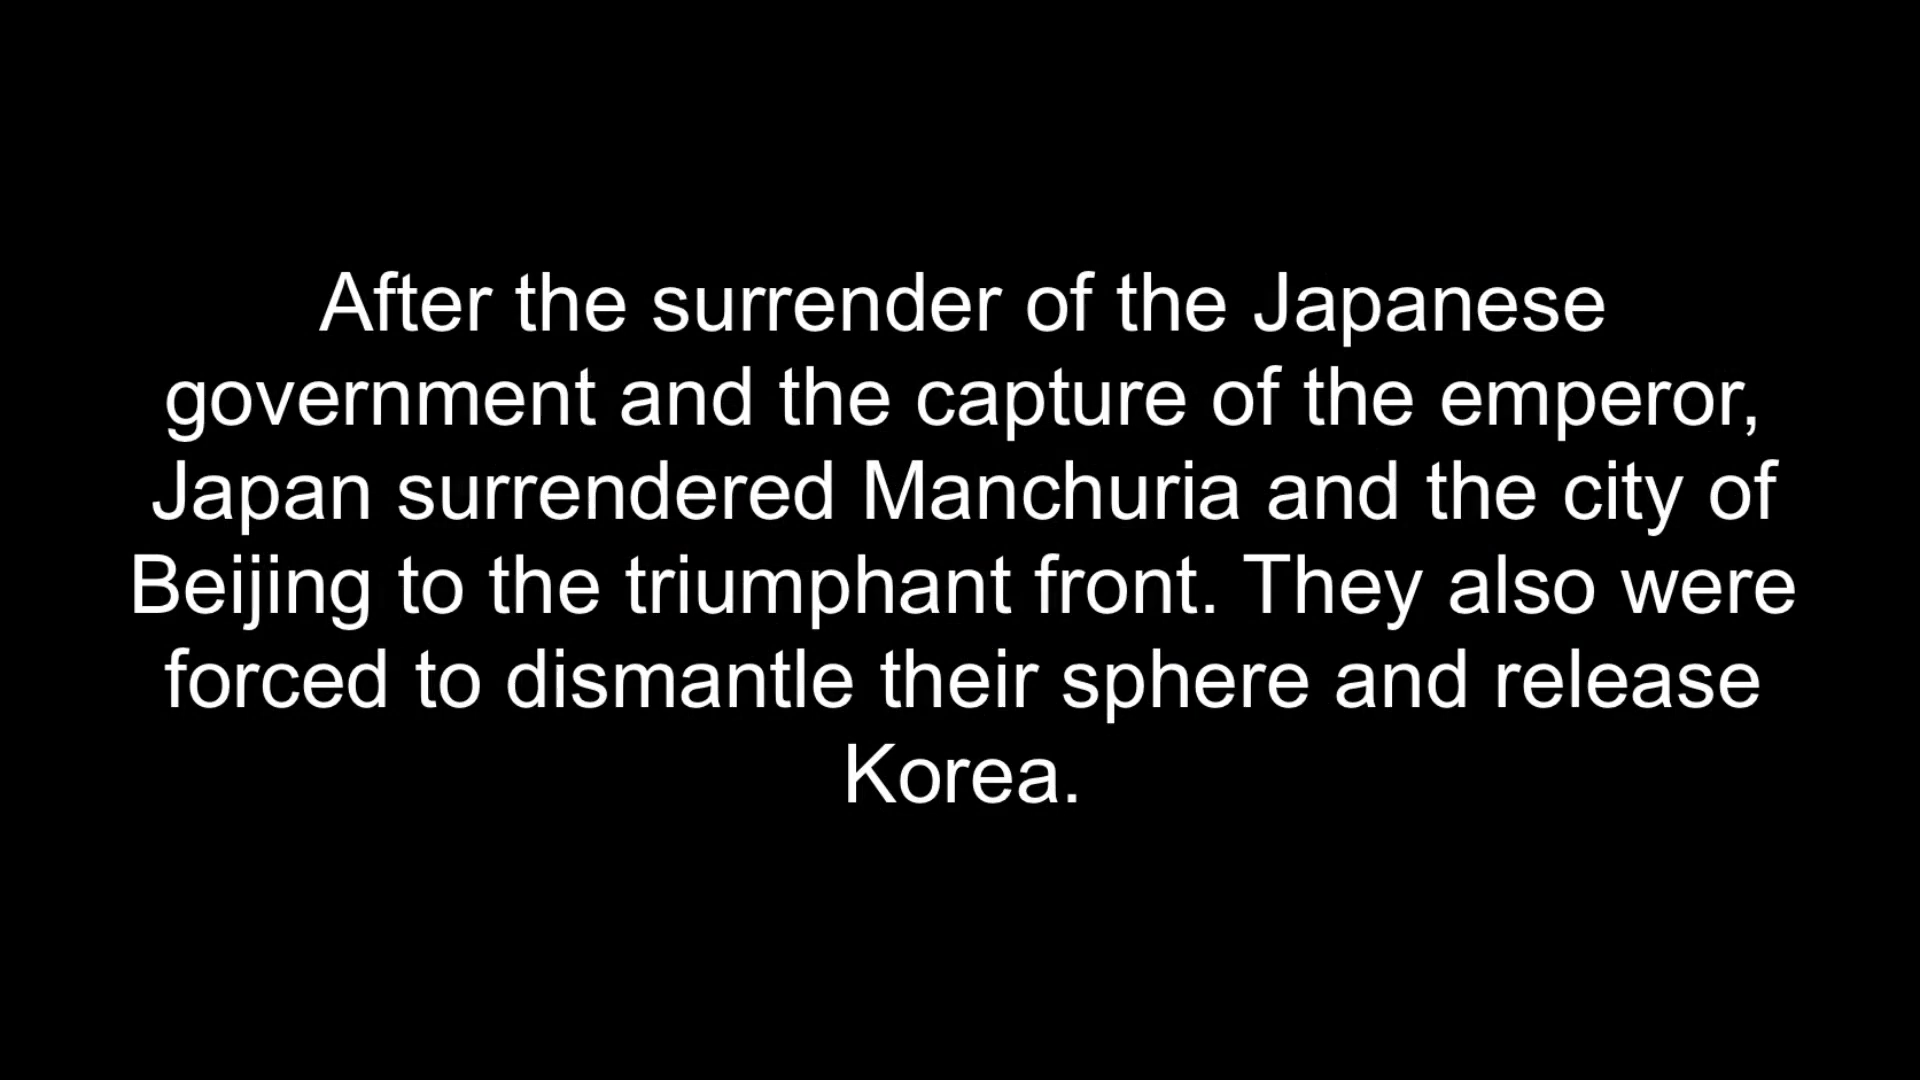 After the surrender of the Japanese
government and the capture of the emperor,
Japan surrendered Manchuria and the city of
Beijing to the triumphant front. They also were
forced to dismantle their sphere and release
Korea.